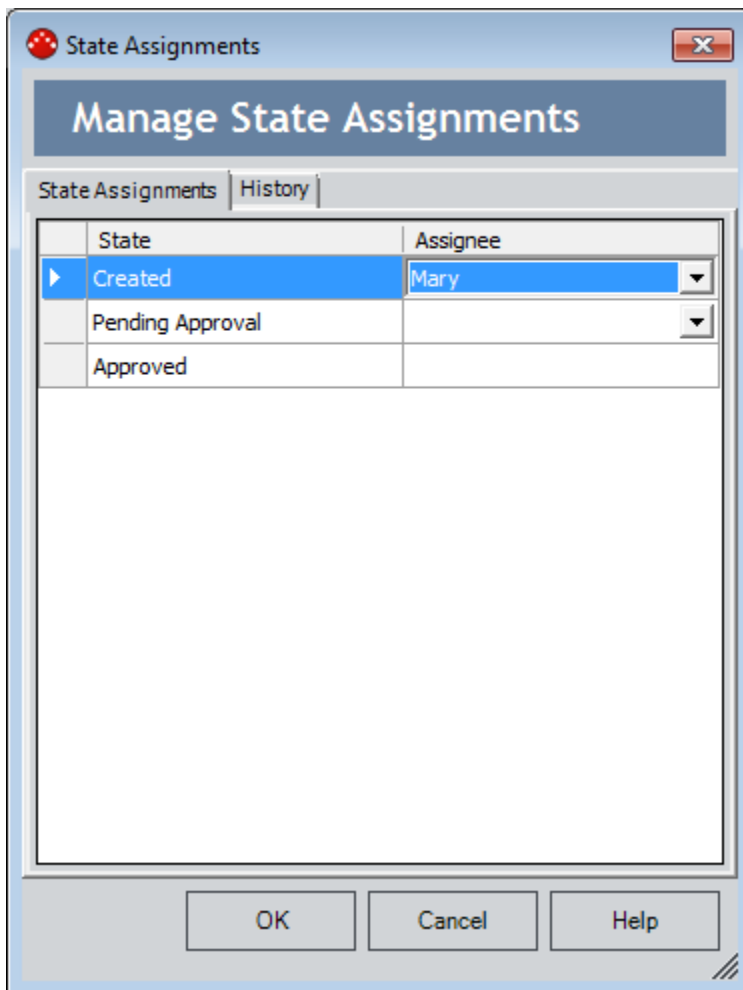 State Assignments
Manage State Assignments
State Assignments History
State Assignee
Created Mary
Pending Approval
Approved
OK Cancel Help